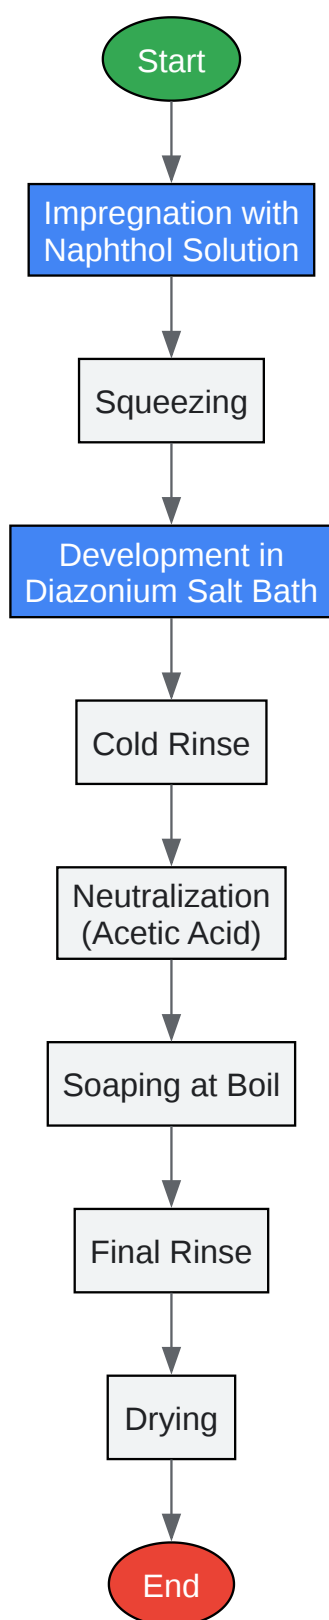 Start
Impregnation with
Naphthol Solution
Squeezing
Development in
Diazonium Salt Bath
Cold Rinse
Neutralization
(Acetic Acid)
Soaping at Boil
Final Rinse
Drying
End